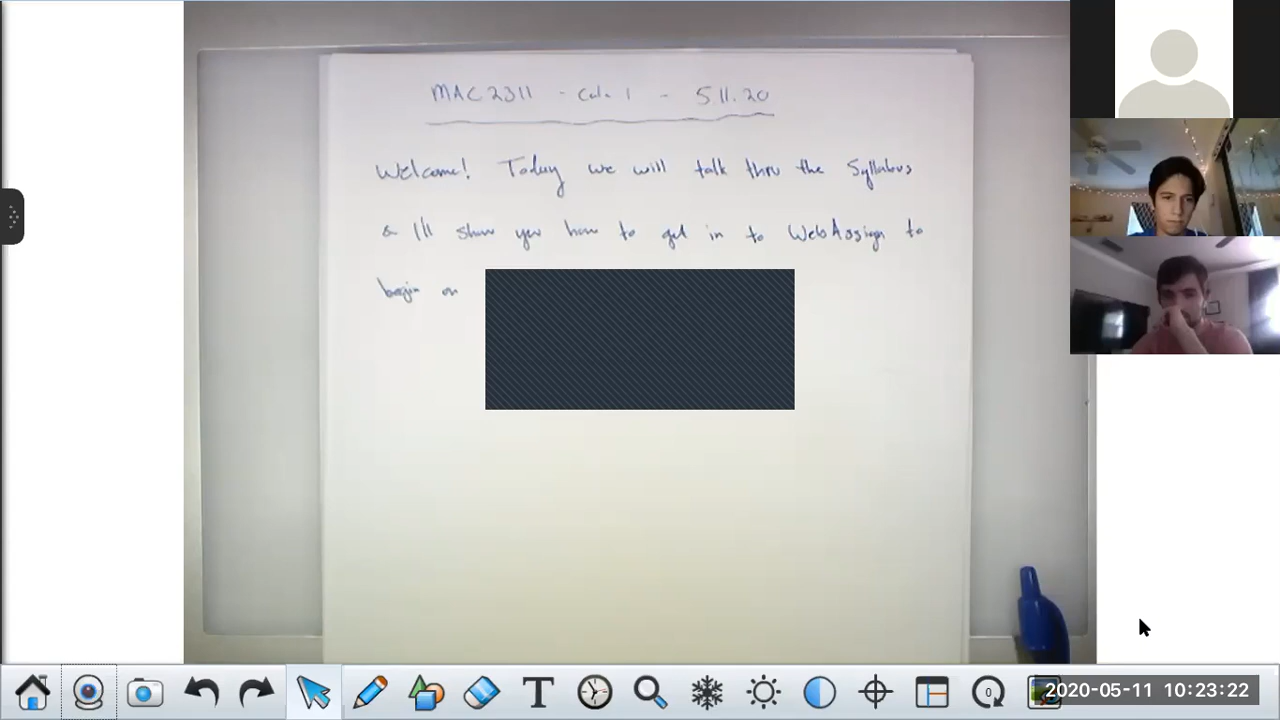 MAC2311 - Calc 1 - 5.11.20
Welcome! Today we will talk thru the Syllabus
& I'll show you how to get in to WebAssign to
begin on
T
0
2020-05-11 10:23:22